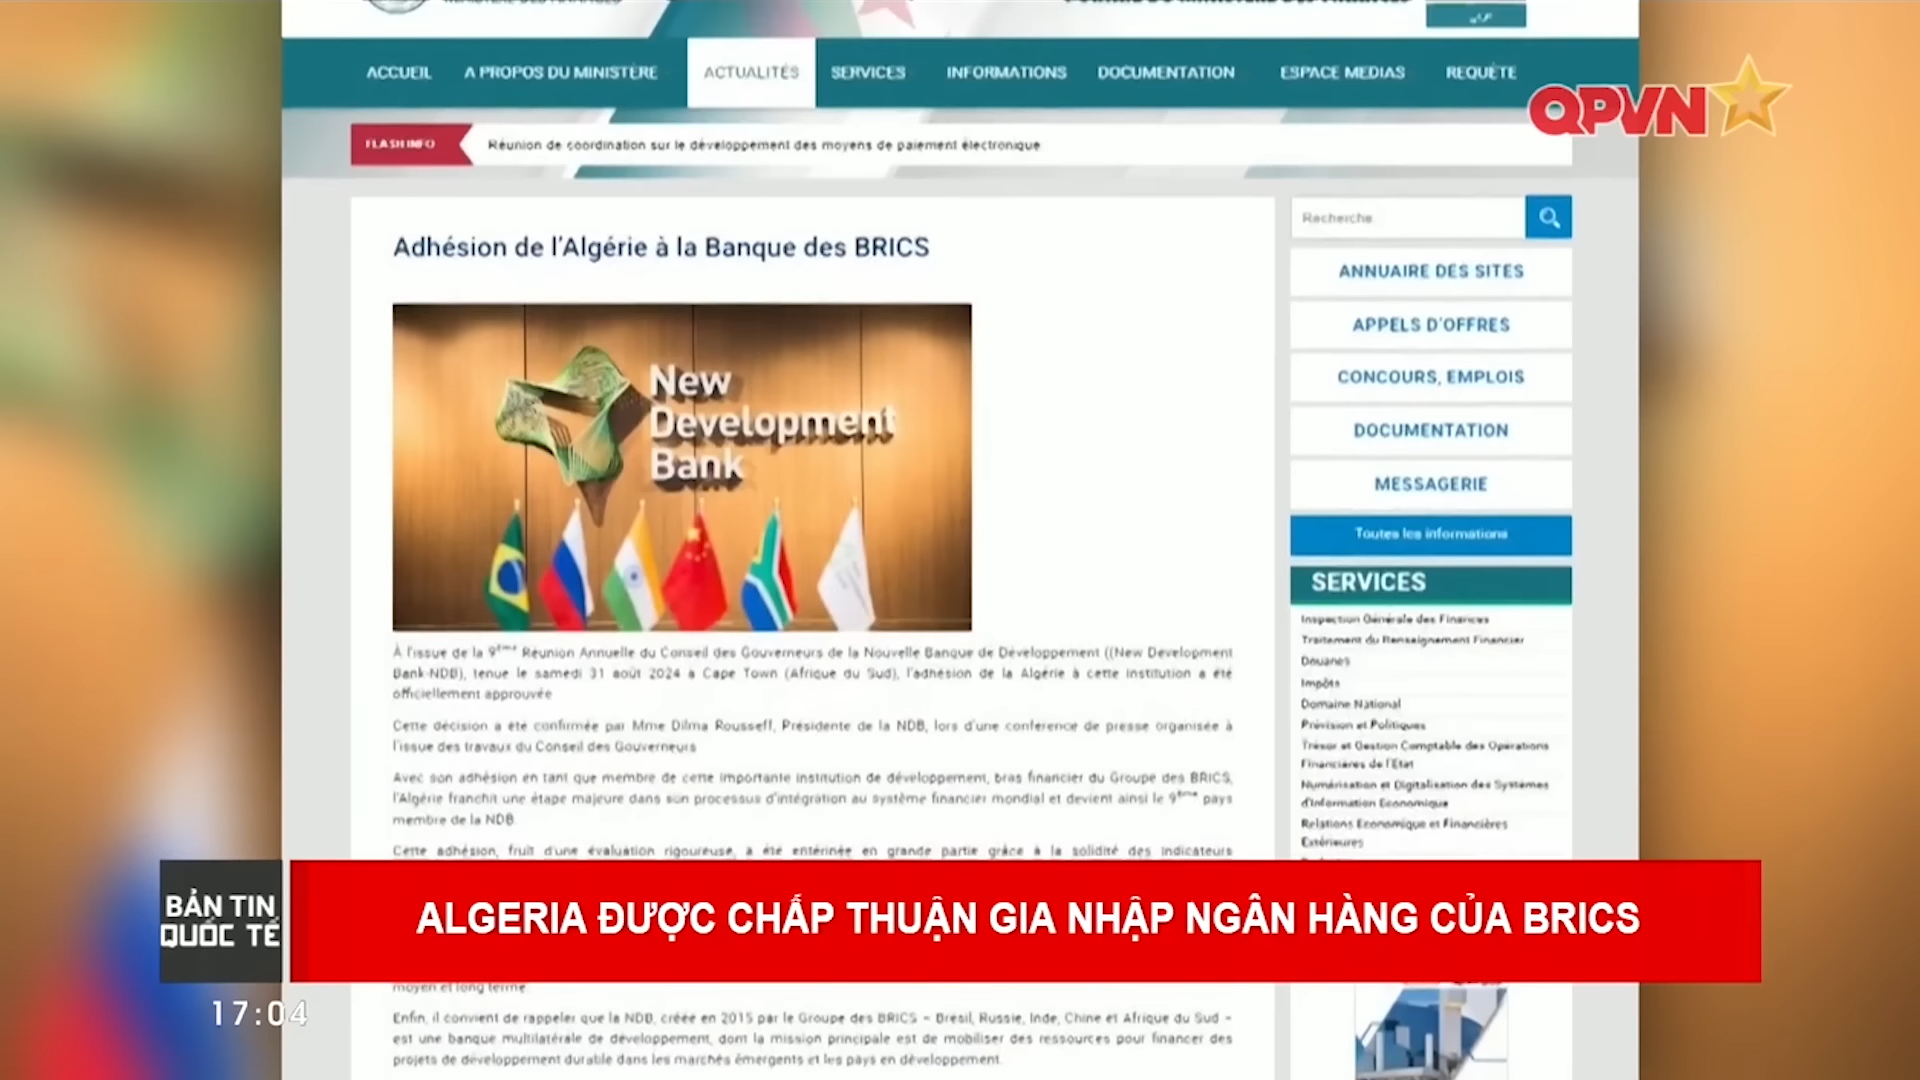 ACCUEIL
A PROPOS DU MINISTÈRE
ACTUALITÉS
SERVICES
INFORMATIONS
DOCUMENTATION
ESPACE MEDIAS
REQUÊTE
QPVN
FLASH INFO
Réunion de coordination sur le développement des moyens de paiement électronique
Recherche
Adhésion de l'Algérie à la Banque des BRICS
ANNUAIRE DES SITES
APPELS D'OFFRES
CONCOURS, EMPLOIS
DOCUMENTATION
MESSAGERIE
Toutes les informations
New
Development
Bank
SERVICES
Inspection Générale des Finances
Traitement du Renseignement Financier
Douanes
Impôts
Domaine National
Prévision et Politiques
Trésor et Gestion Comptable des Opérations
Financières de l'Etat
Numérisation et Digitalisation des Systèmes
d'Information Economique
Relations Economique et Financières
Extérieures
À l'issue de la 9ème Réunion Annuelle du Conseil des Gouverneurs de la Nouvelle Banque de Développement ((New Development
Bank-NDB), tenue le samedi 31 août 2024 a Cape Town (Afrique du Sud), l'adhésion de la Algérie à cette institution a été
officiellement approuvée
Cette décision a été confirmée par Mme Dilma Rousseff, Présidente de la NDB, lors d'une conference de presse organisée à
l'issue des travaux du Conseil des Gouverneurs
Avec son adhésion en tant que membre de cette importante institution de développement, bras financier du Groupe des BRICS,
l'Algérie franchit une étape majeure dans son processus d'intégration au système financier mondial et devient ainsi le 9ème pays
membre de la NDB
Cette adhésion, fruit d'une évaluation rigoureuse, a été entérinée en grande partie grâce à la solidité des indicateurs
BẢN TIN
QUỐC TẾ
ALGERIA ĐƯỢC CHẤP THUẬN GIA NHẬP NGÂN HÀNG CỦA BRICS
moyen et long terme
17:04
Enfin, il convient de rappeler que la NDB, créée en 2015 par le Groupe des BRICS – Bresil, Russie, Inde, Chine et Afrique du Sud –
est une banque multilatérale de développement, dont la mission principale est de mobiliser des ressources pour financer des
projets de développement durable dans les marchés émergents et les pays en développement.